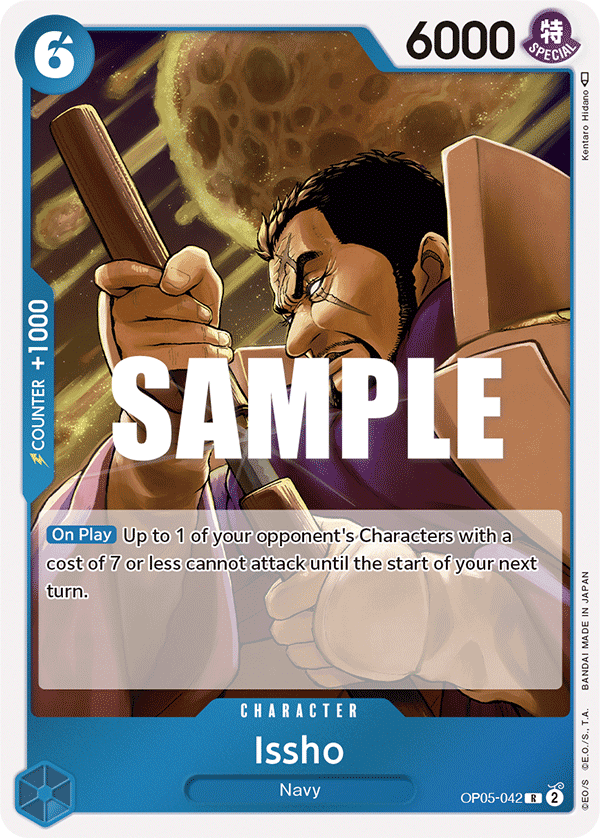 6
6000
特
SPECIAL
Kentaro Hidano
COUNTER +1000
SAMPLE
On Play Up to 1 of your opponent's Characters with a
cost of 7 or less cannot attack until the start of your next
turn.
CHARACTER
Issho
Navy
OP05-042 R 2
©E.O/S ©E.O./S., T.A. BANDAI MADE IN JAPAN